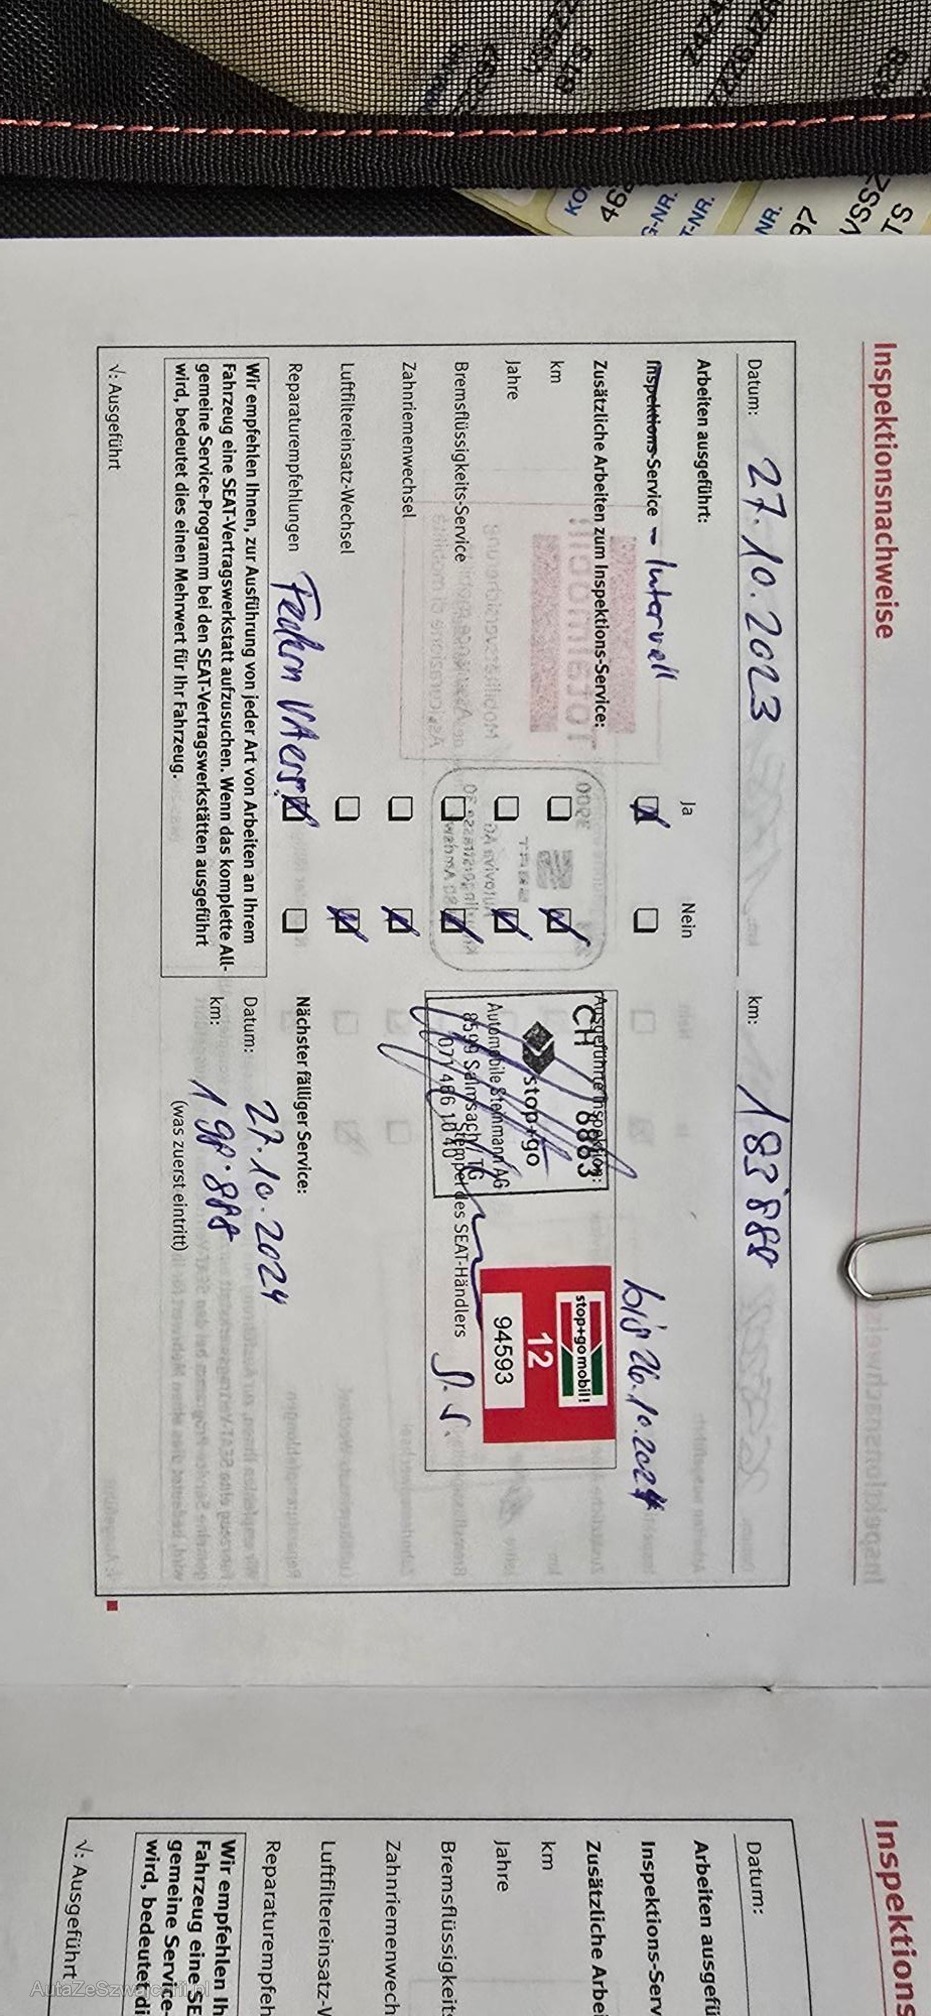 Inspektionsnachweise
Datum: 27.10.2023 km: 183'888
Arbeiten ausgeführt: Ja Nein
Inspektions-Service – Intervall
bis 26.10.2024
Zusätzliche Arbeiten zum Inspektions-Service:
km
Jahre
Bremsflüssigkeits-Service
Zahnriemenwechsel
Luftfiltereinsatz-Wechsel
Reparaturempfehlungen Federn VA ers.
Wir empfehlen Ihnen, zur Ausführung von jeder Art von Arbeiten an Ihrem
Fahrzeug eine SEAT-Vertragswerkstatt aufzusuchen. Wenn das komplette All-
gemeine Service-Programm bei den SEAT-Vertragswerkstätten ausgeführt
wird, bedeutet dies einen Mehrwert für Ihr Fahrzeug.
√: Ausgeführt
Ausgeführte Inspektion:
CH 8863
stop+go
Automobile Steinmann AG
8599 Salmsach / TG
071 466 10 40
Stempel des SEAT-Händlers
stop+go mobil!
12
94593
Nächster fälliger Service:
Datum: 27.10.2024
km: 198.888
(was zuerst eintritt)
Inspektions
Datum:
Arbeiten ausgefü
Inspektions-Serv
Zusätzliche Arbei
km
Jahre
Bremsflüssigkeits
Zahnriemenwech
Luftfiltereinsatz-W
Reparaturempfeh
Wir empfehlen Ih
Fahrzeug eine SE
gemeine Service-
wird, bedeutet di
√: Ausgeführt
AutaZeSzwajcarii.pl